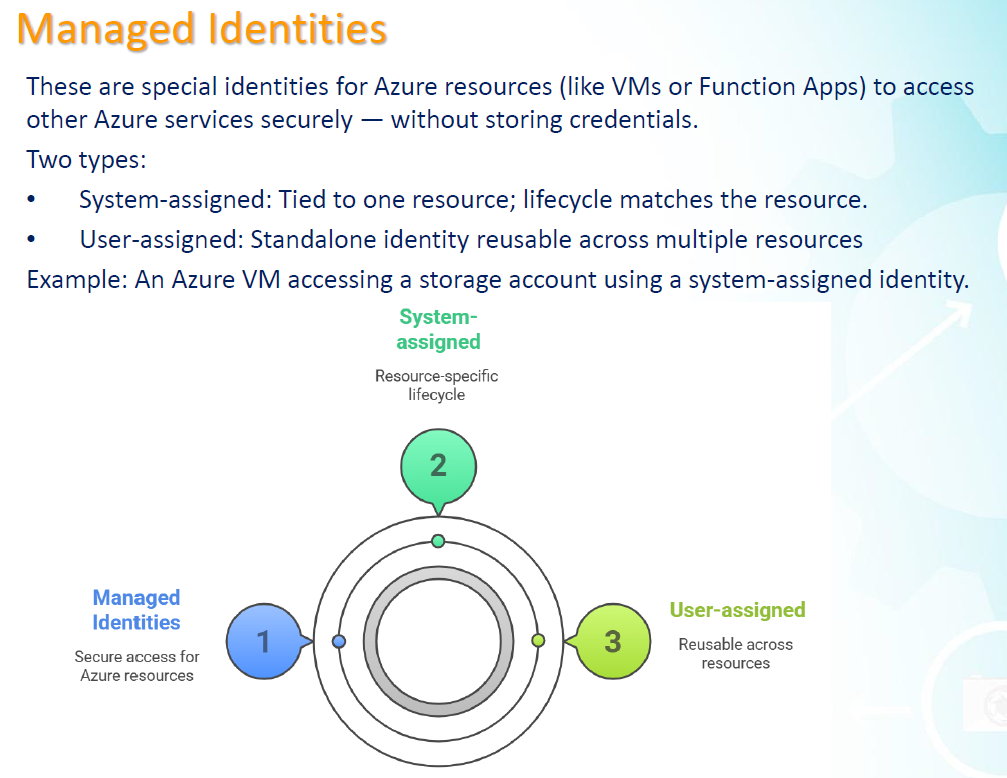 Managed Identities
These are special identities for Azure resources (like VMs or Function Apps) to access
other Azure services securely — without storing credentials.
Two types:
• System-assigned: Tied to one resource; lifecycle matches the resource.
• User-assigned: Standalone identity reusable across multiple resources
Example: An Azure VM accessing a storage account using a system-assigned identity.
System-
assigned
Resource-specific
lifecycle
2
Managed
Identities
Secure access for
Azure resources
1
3
User-assigned
Reusable across
resources